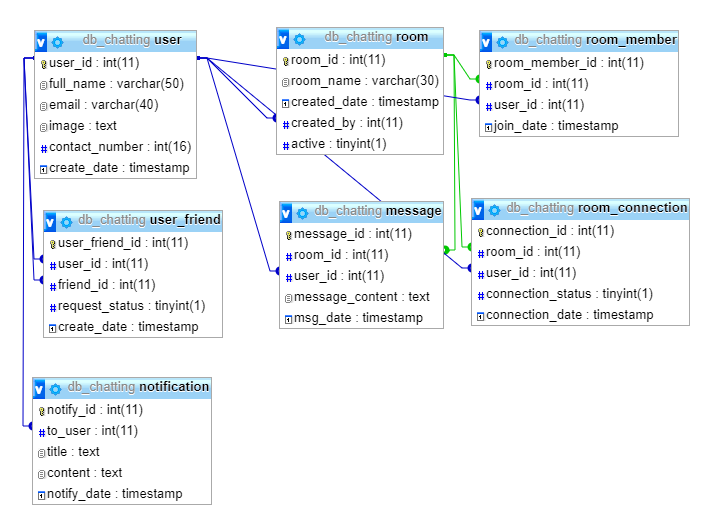 db_chatting user
user_id : int(11)
full_name : varchar(50)
email : varchar(40)
image : text
contact_number : int(16)
create_date : timestamp
db_chatting room
room_id : int(11)
room_name : varchar(30)
created_date : timestamp
created_by : int(11)
active : tinyint(1)
db_chatting room_member
room_member_id : int(11)
room_id : int(11)
user_id : int(11)
join_date : timestamp
db_chatting user_friend
user_friend_id : int(11)
user_id : int(11)
friend_id : int(11)
request_status : tinyint(1)
create_date : timestamp
db_chatting message
message_id : int(11)
room_id : int(11)
user_id : int(11)
message_content : text
msg_date : timestamp
db_chatting room_connection
connection_id : int(11)
room_id : int(11)
user_id : int(11)
connection_status : tinyint(1)
connection_date : timestamp
db_chatting notification
notify_id : int(11)
to_user : int(11)
title : text
content : text
notify_date : timestamp